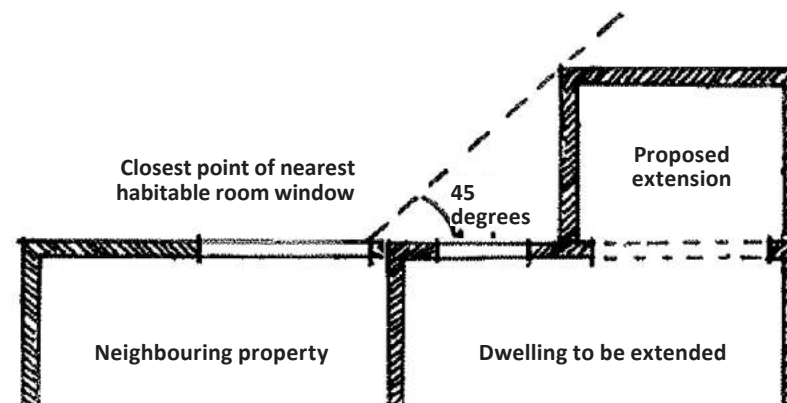 Closest point of nearest
habitable room window
45
degrees
Proposed
extension
Neighbouring property
Dwelling to be extended